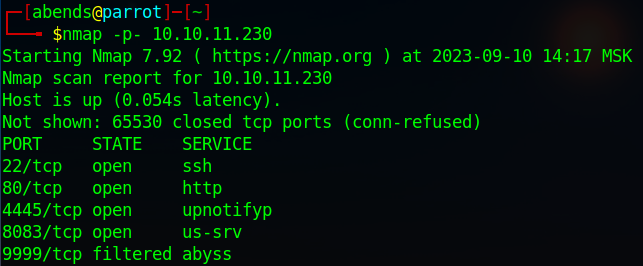 ┌─[abends@parrot]─[~]
└──╼ $nmap -p- 10.10.11.230
Starting Nmap 7.92 ( https://nmap.org ) at 2023-09-10 14:17 MSK
Nmap scan report for 10.10.11.230
Host is up (0.054s latency).
Not shown: 65530 closed tcp ports (conn-refused)
PORT     STATE    SERVICE
22/tcp   open     ssh
80/tcp   open     http
4445/tcp open     upnotifyp
8083/tcp open     us-srv
9999/tcp filtered abyss